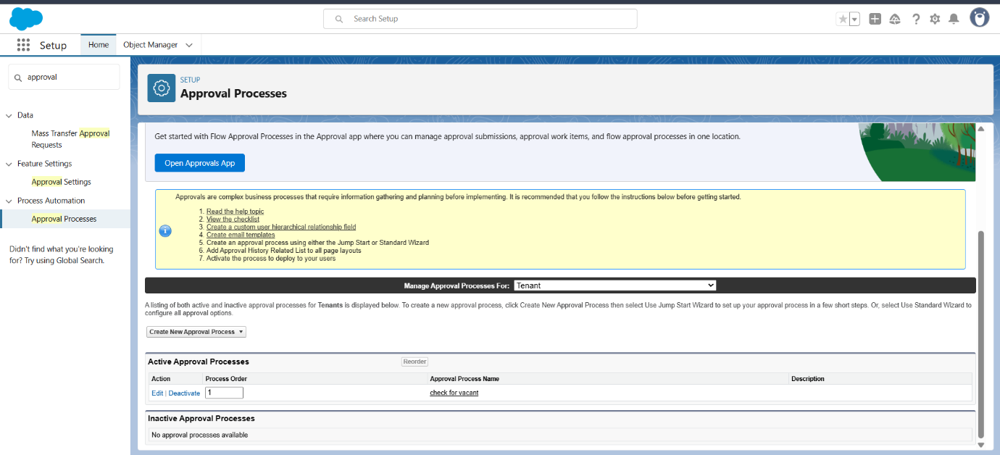 Search Setup
Setup
Home
Object Manager
approval
Data
Mass Transfer Approval
Requests
Feature Settings
Approval Settings
Process Automation
Approval Processes
Didn't find what you're looking
for? Try using Global Search.
SETUP
Approval Processes
Get started with Flow Approval Processes in the Approval app where you can manage approval submissions, approval work items, and flow approval processes in one location.
Open Approvals App
Approvals are complex business processes that require information gathering and planning before implementing. It is recommended that you follow the instructions below before getting started.
1. Read the help topic
2. View the checklist
3. Create a custom user hierarchical relationship field
4. Create email templates
5. Create an approval process using either the Jump Start or Standard Wizard
6. Add Approval History Related List to all page layouts
7. Activate the process to deploy to your users
Manage Approval Processes For: Tenant
A listing of both active and inactive approval processes for Tenants is displayed below. To create a new approval process, click Create New Approval Process then select Use Jump Start Wizard to set up your approval process in a few short steps. Or, select Use Standard Wizard to
configure all approval options.
Create New Approval Process
Active Approval Processes Reorder
Action Process Order Approval Process Name Description
Edit | Deactivate 1 check for vacant
Inactive Approval Processes
No approval processes available